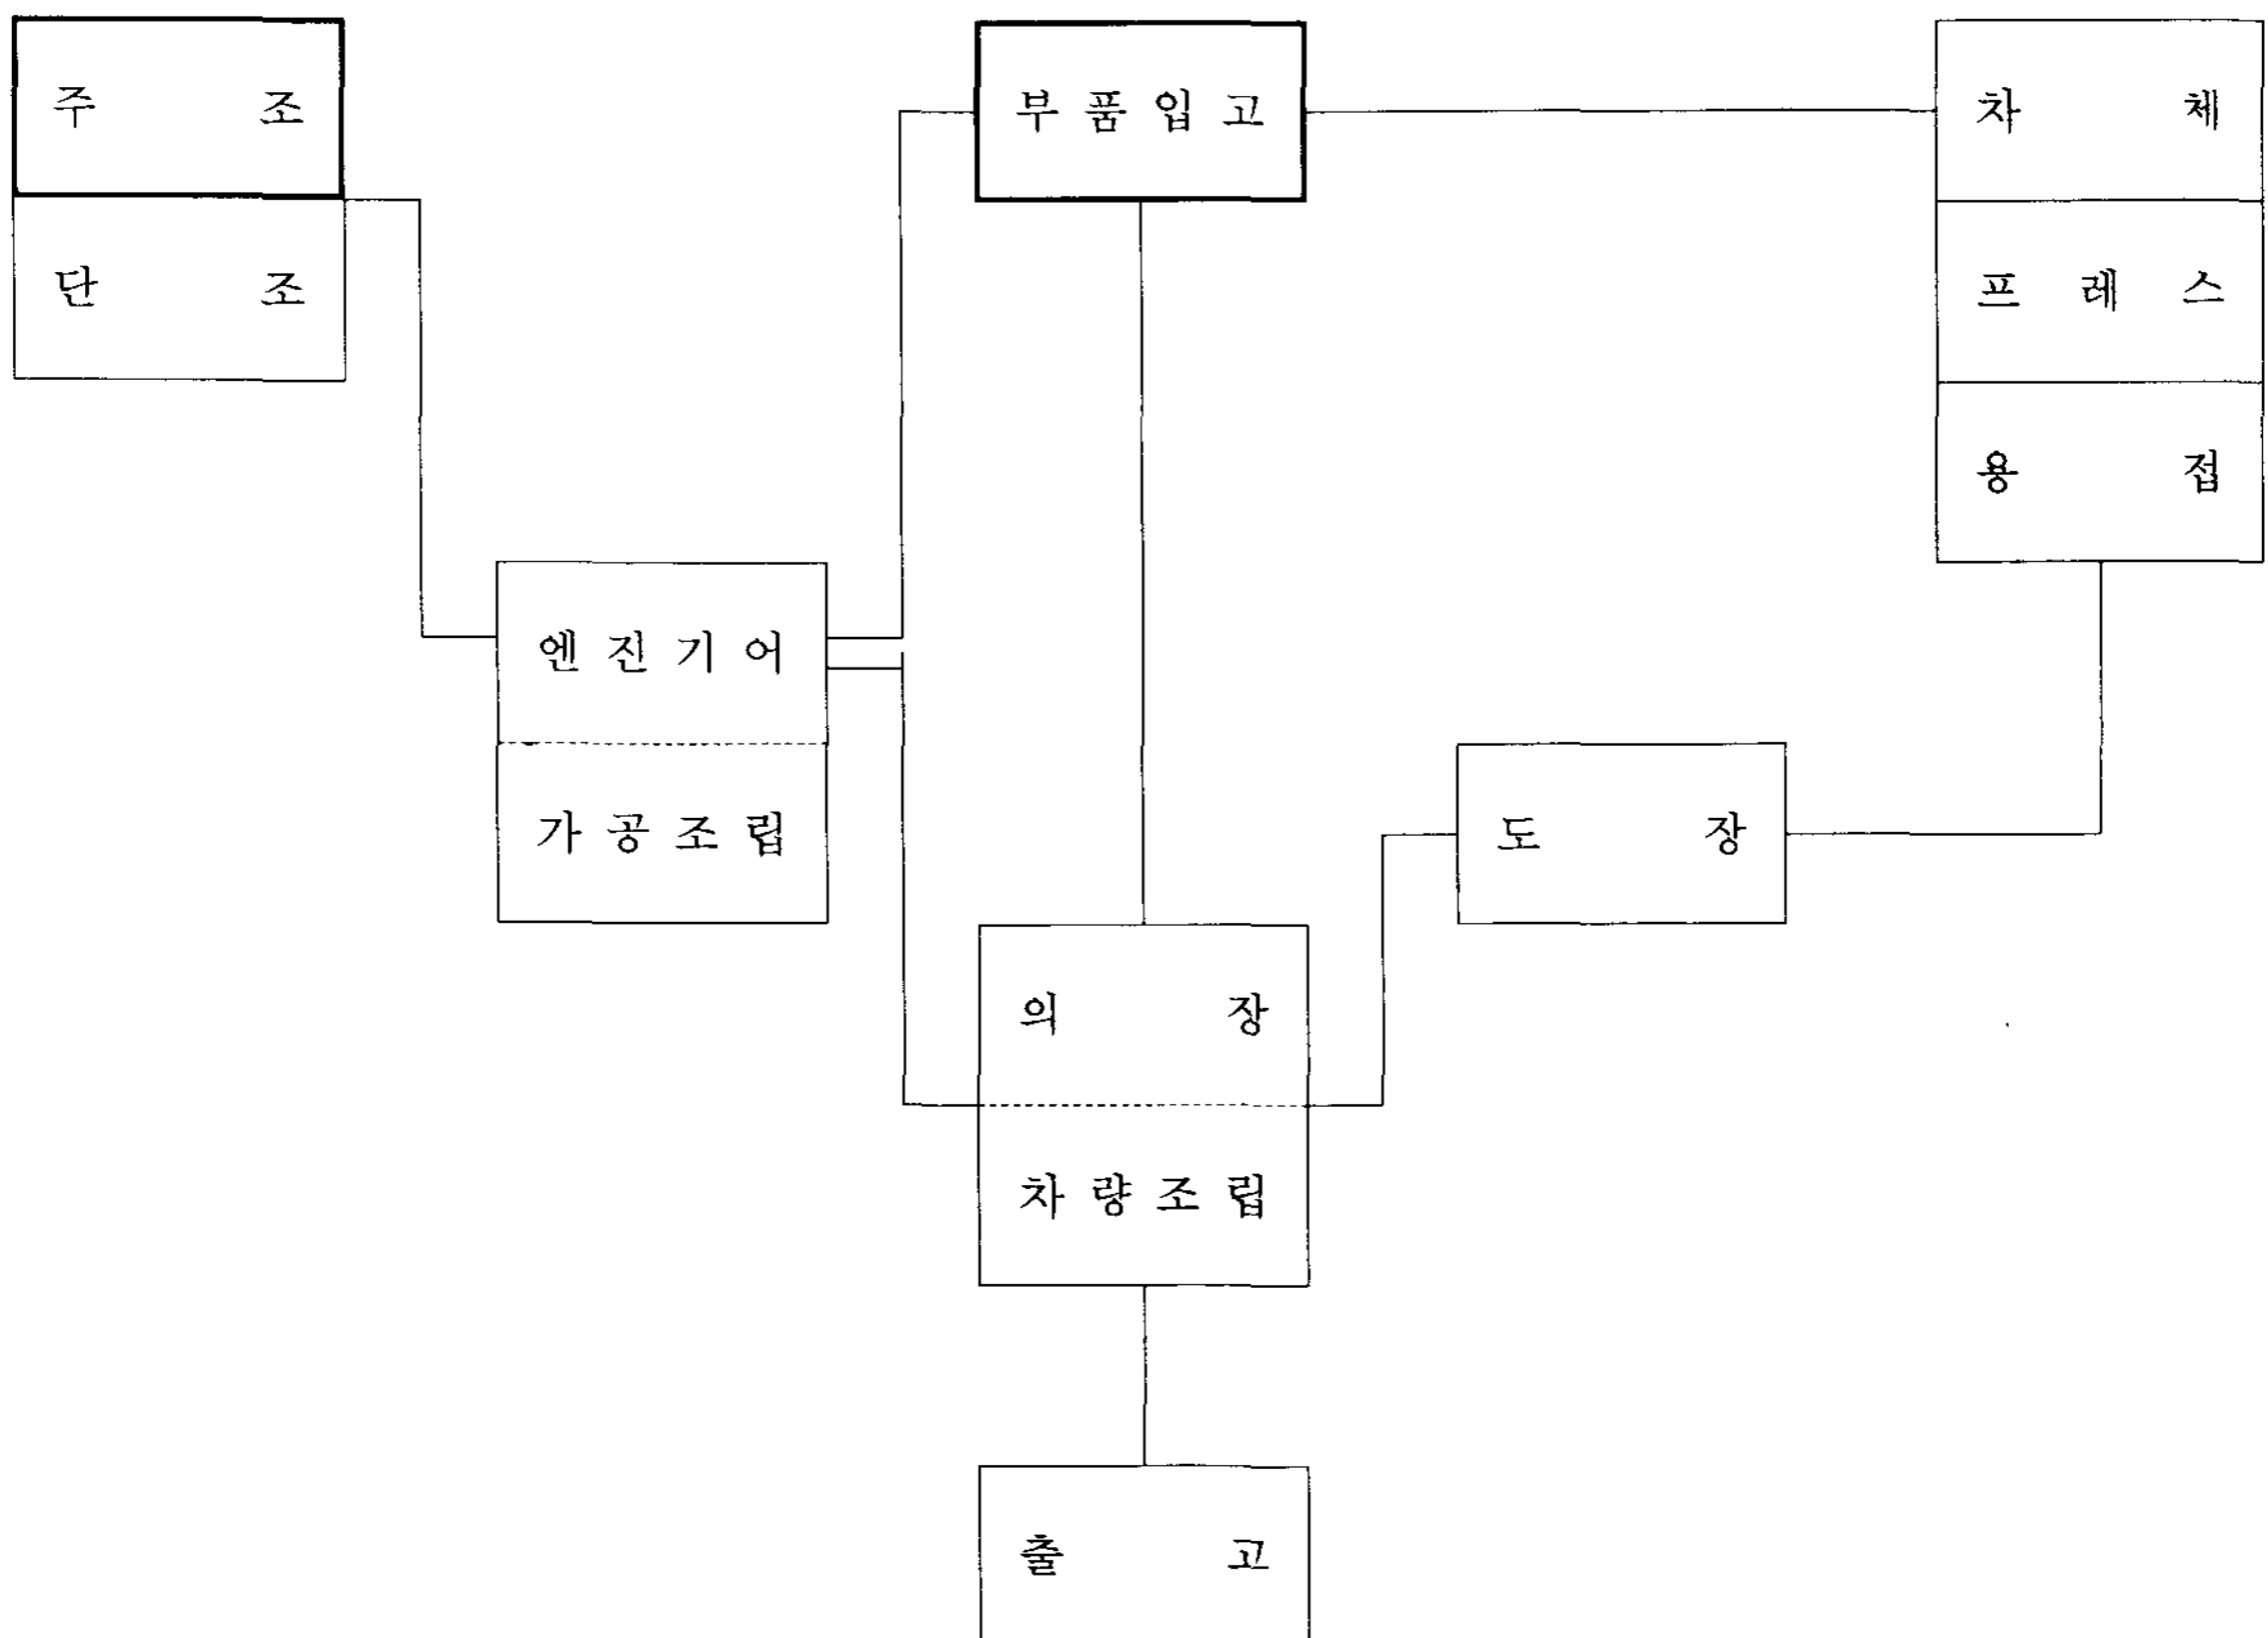 주 조
부 품 입 고
차 체
단 조
프 레 스
용 접
엔 진 기 어
가 공 조 립
도 장
의 장
차 량 조 립
출 고